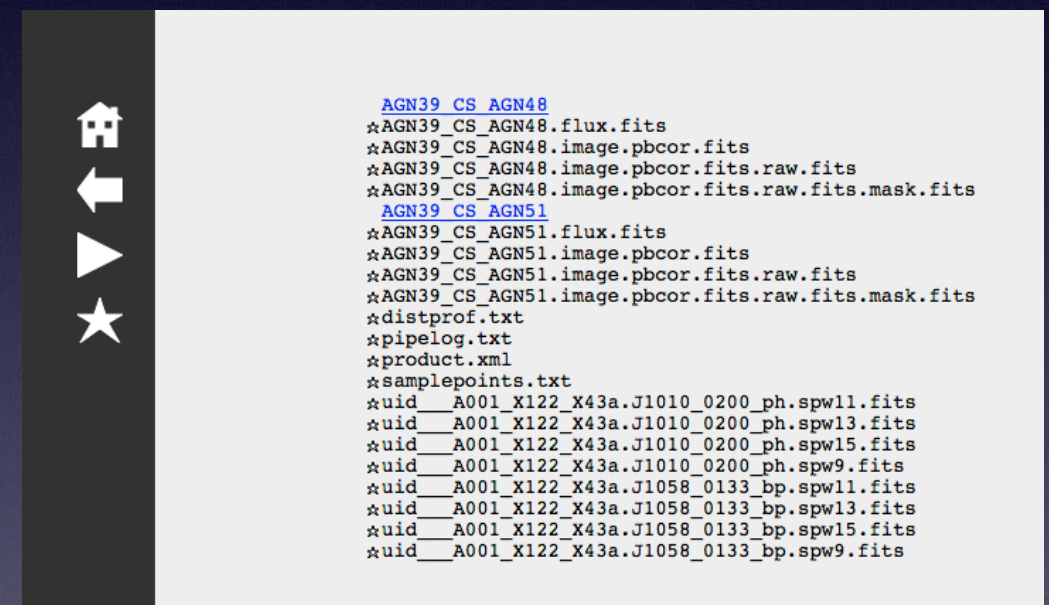 AGN39_CS_AGN48
☆AGN39_CS_AGN48.flux.fits
☆AGN39_CS_AGN48.image.pbcor.fits
☆AGN39_CS_AGN48.image.pbcor.fits.raw.fits
☆AGN39_CS_AGN48.image.pbcor.fits.raw.fits.mask.fits
AGN39_CS_AGN51
☆AGN39_CS_AGN51.flux.fits
☆AGN39_CS_AGN51.image.pbcor.fits
☆AGN39_CS_AGN51.image.pbcor.fits.raw.fits
☆AGN39_CS_AGN51.image.pbcor.fits.raw.fits.mask.fits
☆distprof.txt
☆pipelog.txt
☆product.xml
☆samplepoints.txt
☆uid___A001_X122_X43a.J1010_0200_ph.spw11.fits
☆uid___A001_X122_X43a.J1010_0200_ph.spw13.fits
☆uid___A001_X122_X43a.J1010_0200_ph.spw15.fits
☆uid___A001_X122_X43a.J1010_0200_ph.spw9.fits
☆uid___A001_X122_X43a.J1058_0133_bp.spw11.fits
☆uid___A001_X122_X43a.J1058_0133_bp.spw13.fits
☆uid___A001_X122_X43a.J1058_0133_bp.spw15.fits
☆uid___A001_X122_X43a.J1058_0133_bp.spw9.fits